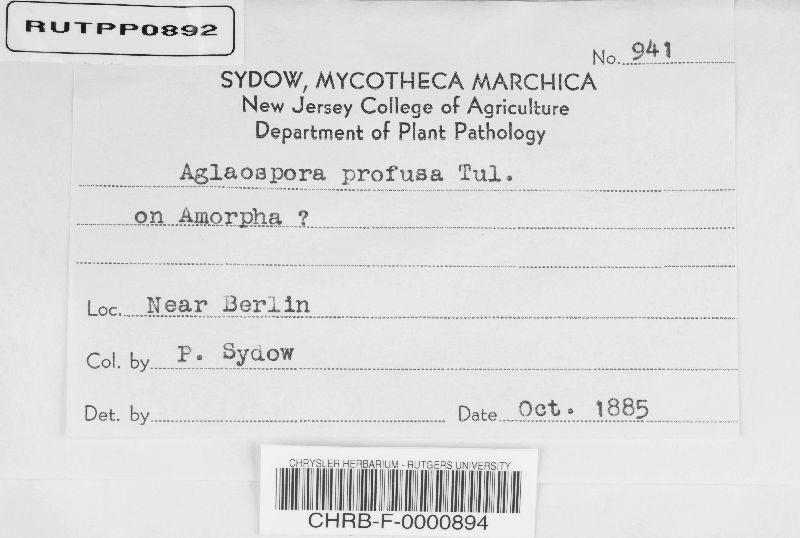 RUTPP0892
No. 941
SYDOW, MYCOTHECA MARCHICA
New Jersey College of Agriculture
Department of Plant Pathology
Aglaospora profusa Tul.
on Amorpha ?
Loc. Near Berlin
Col. by P. Sydow
Det. by
Date Oct. 1885
CHRYSLER HERBARIUM - RUTGERS UNIVERSITY
CHRB-F-0000894